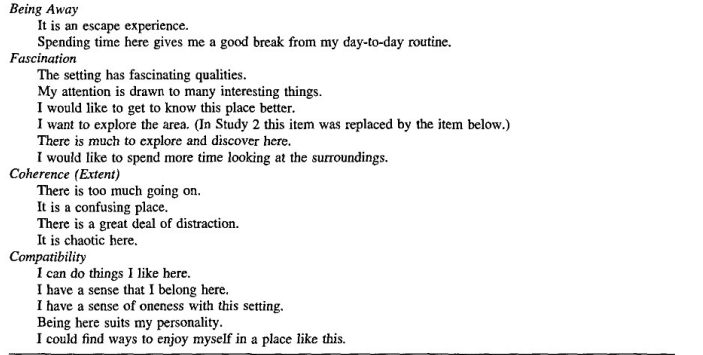 Being Away
It is an escape experience.
Spending time here gives me a good break from my day-to-day routine.
Fascination
The setting has fascinating qualities.
My attention is drawn to many interesting things.
I would like to get to know this place better.
I want to explore the area. (In Study 2 this item was replaced by the item below.)
There is much to explore and discover here.
I would like to spend more time looking at the surroundings.
Coherence (Extent)
There is too much going on.
It is a confusing place.
There is a great deal of distraction.
It is chaotic here.
Compatibility
I can do things I like here.
I have a sense that I belong here.
I have a sense of oneness with this setting.
Being here suits my personality.
I could find ways to enjoy myself in a place like this.